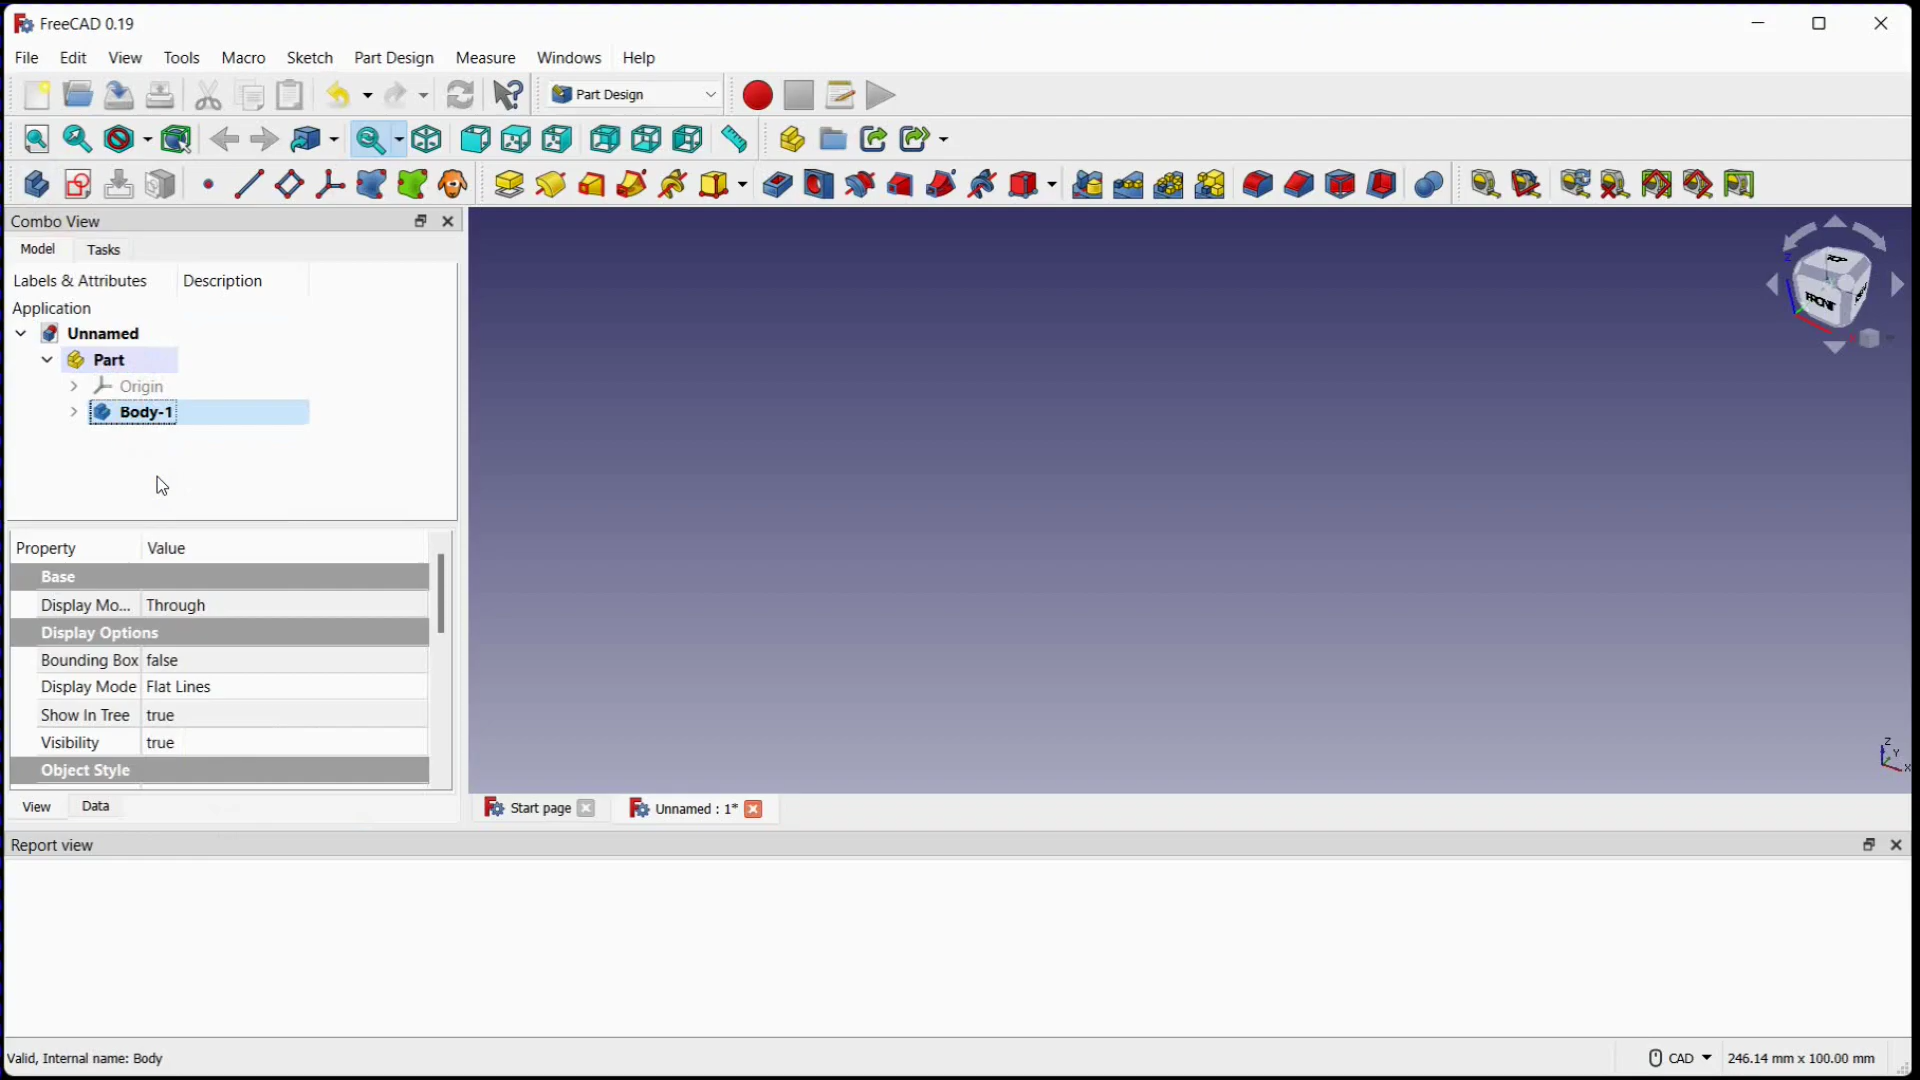 FreeCAD 0.19
File Edit View Tools Macro Sketch Part Design Measure Windows Help
Part Design
Combo View
Model Tasks
Labels & Attributes Description
Application
Unnamed
Part
Origin
Body-1
Property Value
Base
Display Mo... Through
Display Options
Bounding Box false
Display Mode Flat Lines
Show In Tree true
Visibility true
Object Style
View Data
TOP
FRONT
Z
Z
Y
X
Start page Unnamed : 1*
Report view
Valid, Internal name: Body
CAD 246.14 mm x 100.00 mm